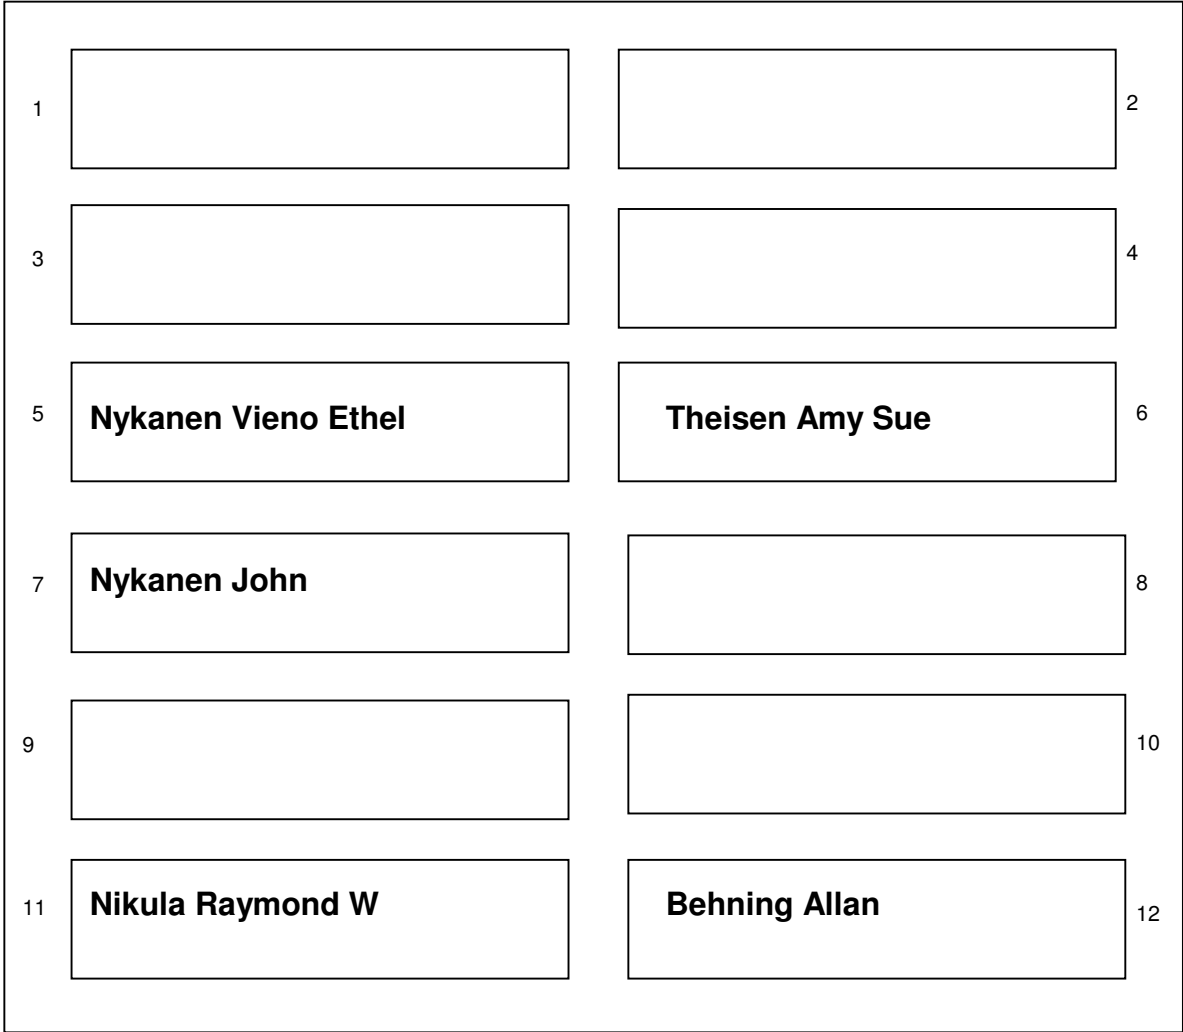 1
2
3
4
5 Nykanen Vieno Ethel
Theisen Amy Sue 6
7 Nykanen John
8
9
10
11 Nikula Raymond W
Behning Allan 12